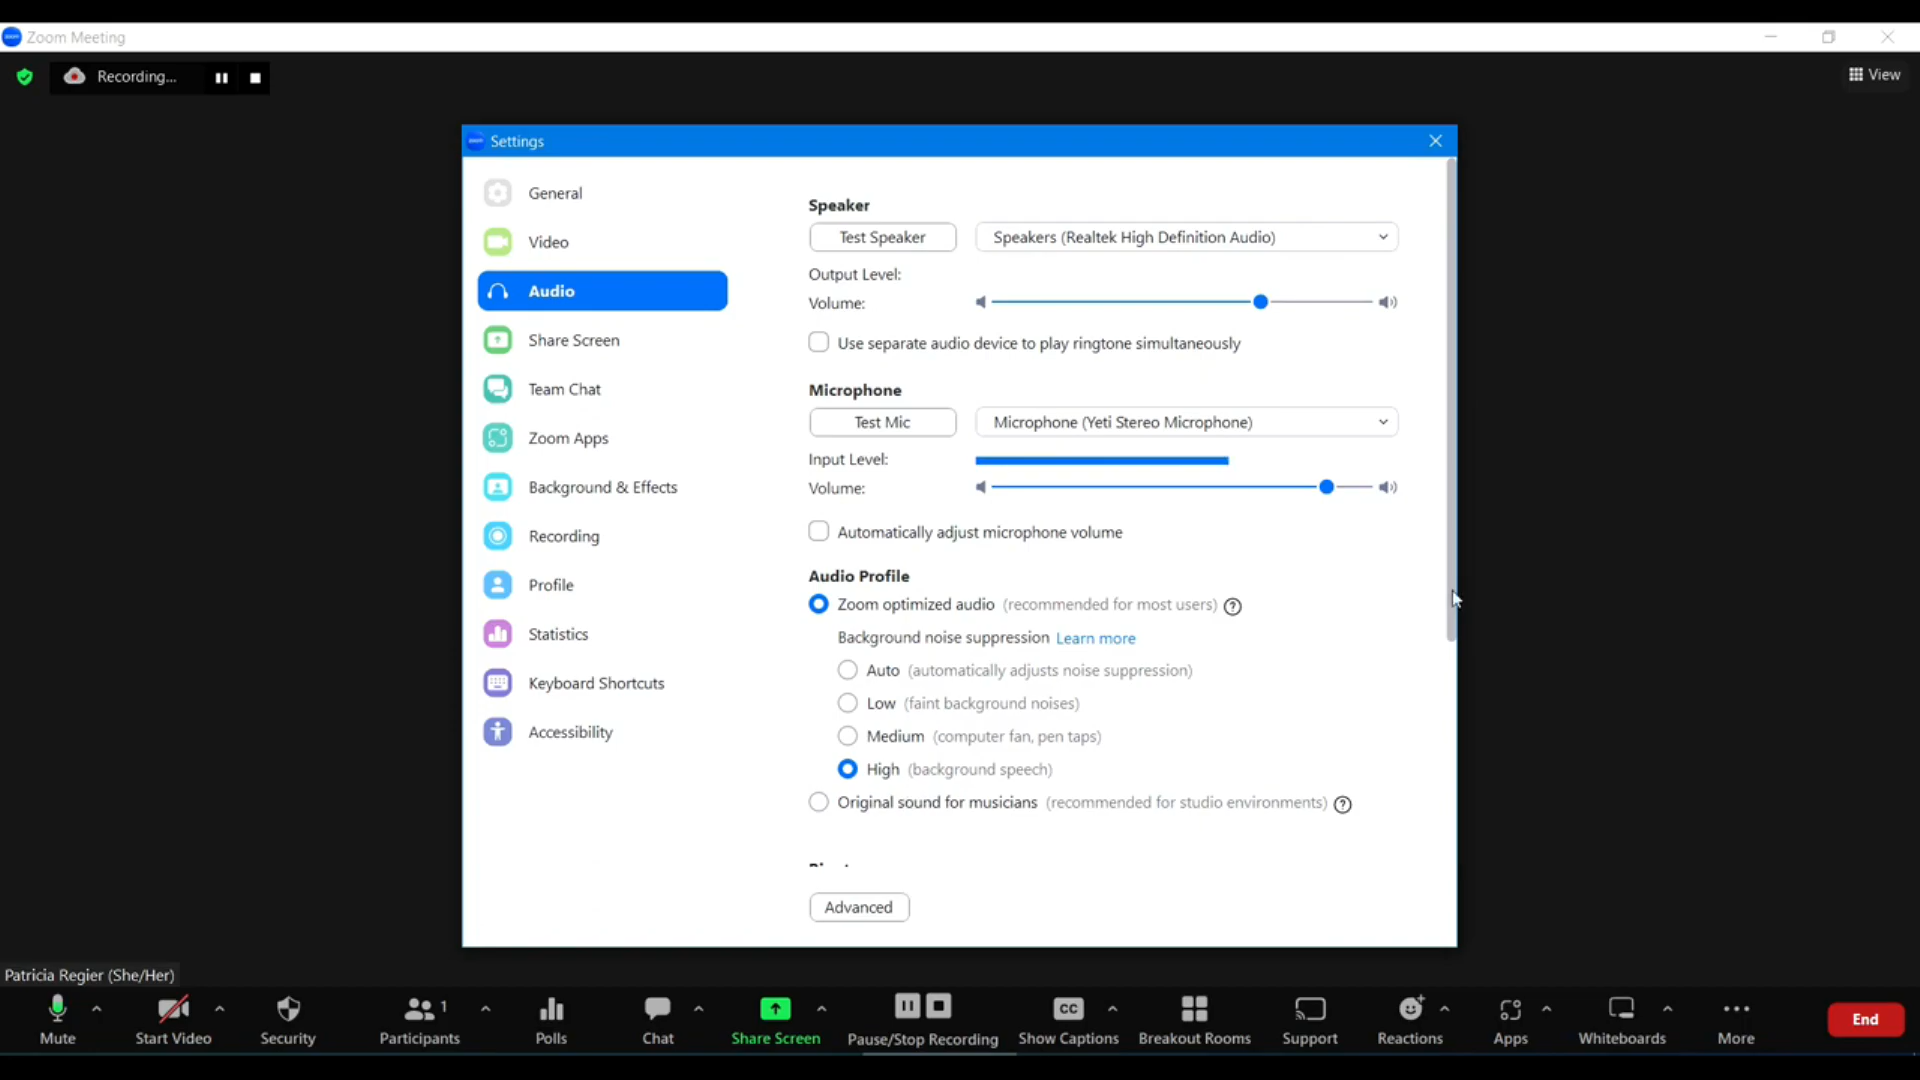 Zoom Meeting
Recording...
View
Settings
General
Video
Audio
Share Screen
Team Chat
Zoom Apps
Background & Effects
Recording
Profile
Statistics
Keyboard Shortcuts
Accessibility
Speaker
Test Speaker
Speakers (Realtek High Definition Audio)
Output Level:
Volume:
Use separate audio device to play ringtone simultaneously
Microphone
Test Mic
Microphone (Yeti Stereo Microphone)
Input Level:
Volume:
Automatically adjust microphone volume
Audio Profile
Zoom optimized audio (recommended for most users)
Background noise suppression Learn more
Auto (automatically adjusts noise suppression)
Low (faint background noises)
Medium (computer fan, pen taps)
High (background speech)
Original sound for musicians (recommended for studio environments)
Advanced
Patricia Regier (She/Her)
Mute
Start Video
Security
1
Participants
Polls
Chat
Share Screen
Pause/Stop Recording
CC
Show Captions
Breakout Rooms
Support
Reactions
Apps
Whiteboards
More
End